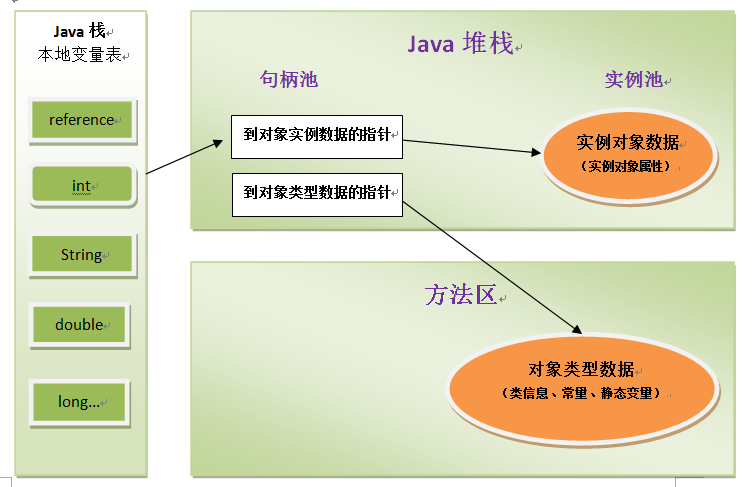 Java 栈
本地变量表
reference
int
String
double
long...
Java 堆栈
句柄池
实例池
到对象实例数据的指针
到对象类型数据的指针
实例对象数据
（实例对象属性）
方法区
对象类型数据
（类信息、常量、静态变量）